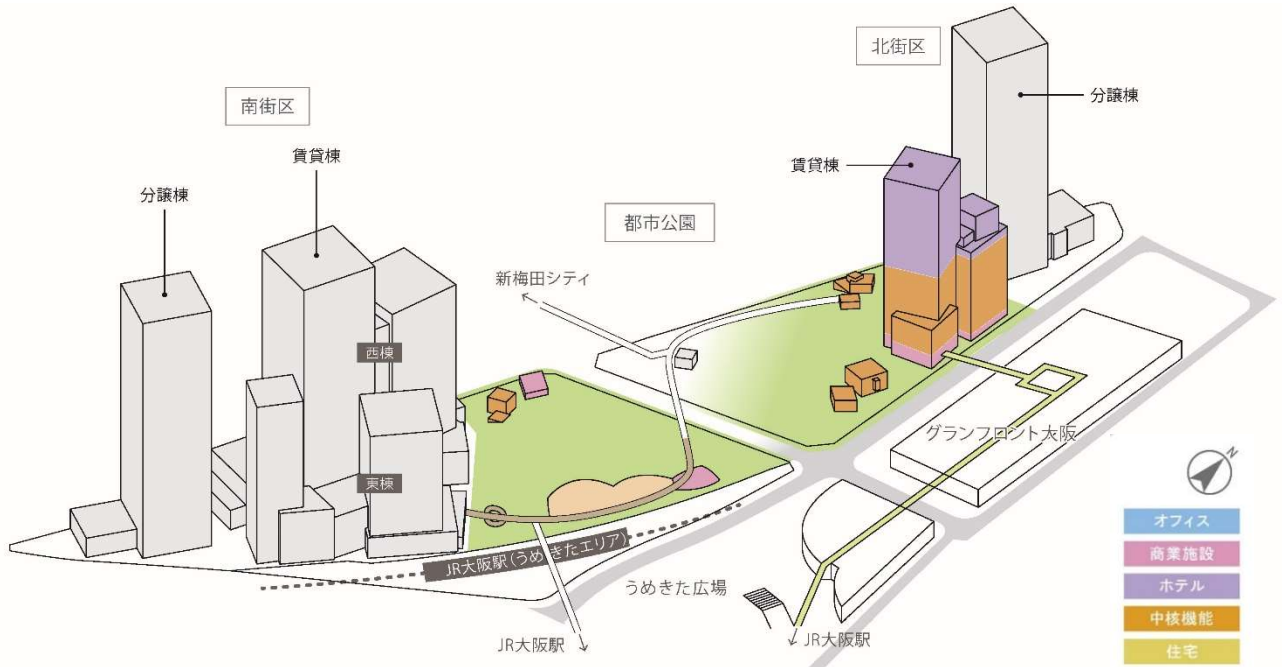 北街区
分譲棟
南街区
賃貸棟
賃貸棟
分譲棟
都市公園
新梅田シティ
西棟
グランフロント大阪
N
東棟
オフィス
JR大阪駅(うめきたエリア)
商業施設
うめきた広場
ホテル
中核機能
JR大阪駅
JR大阪駅
住宅